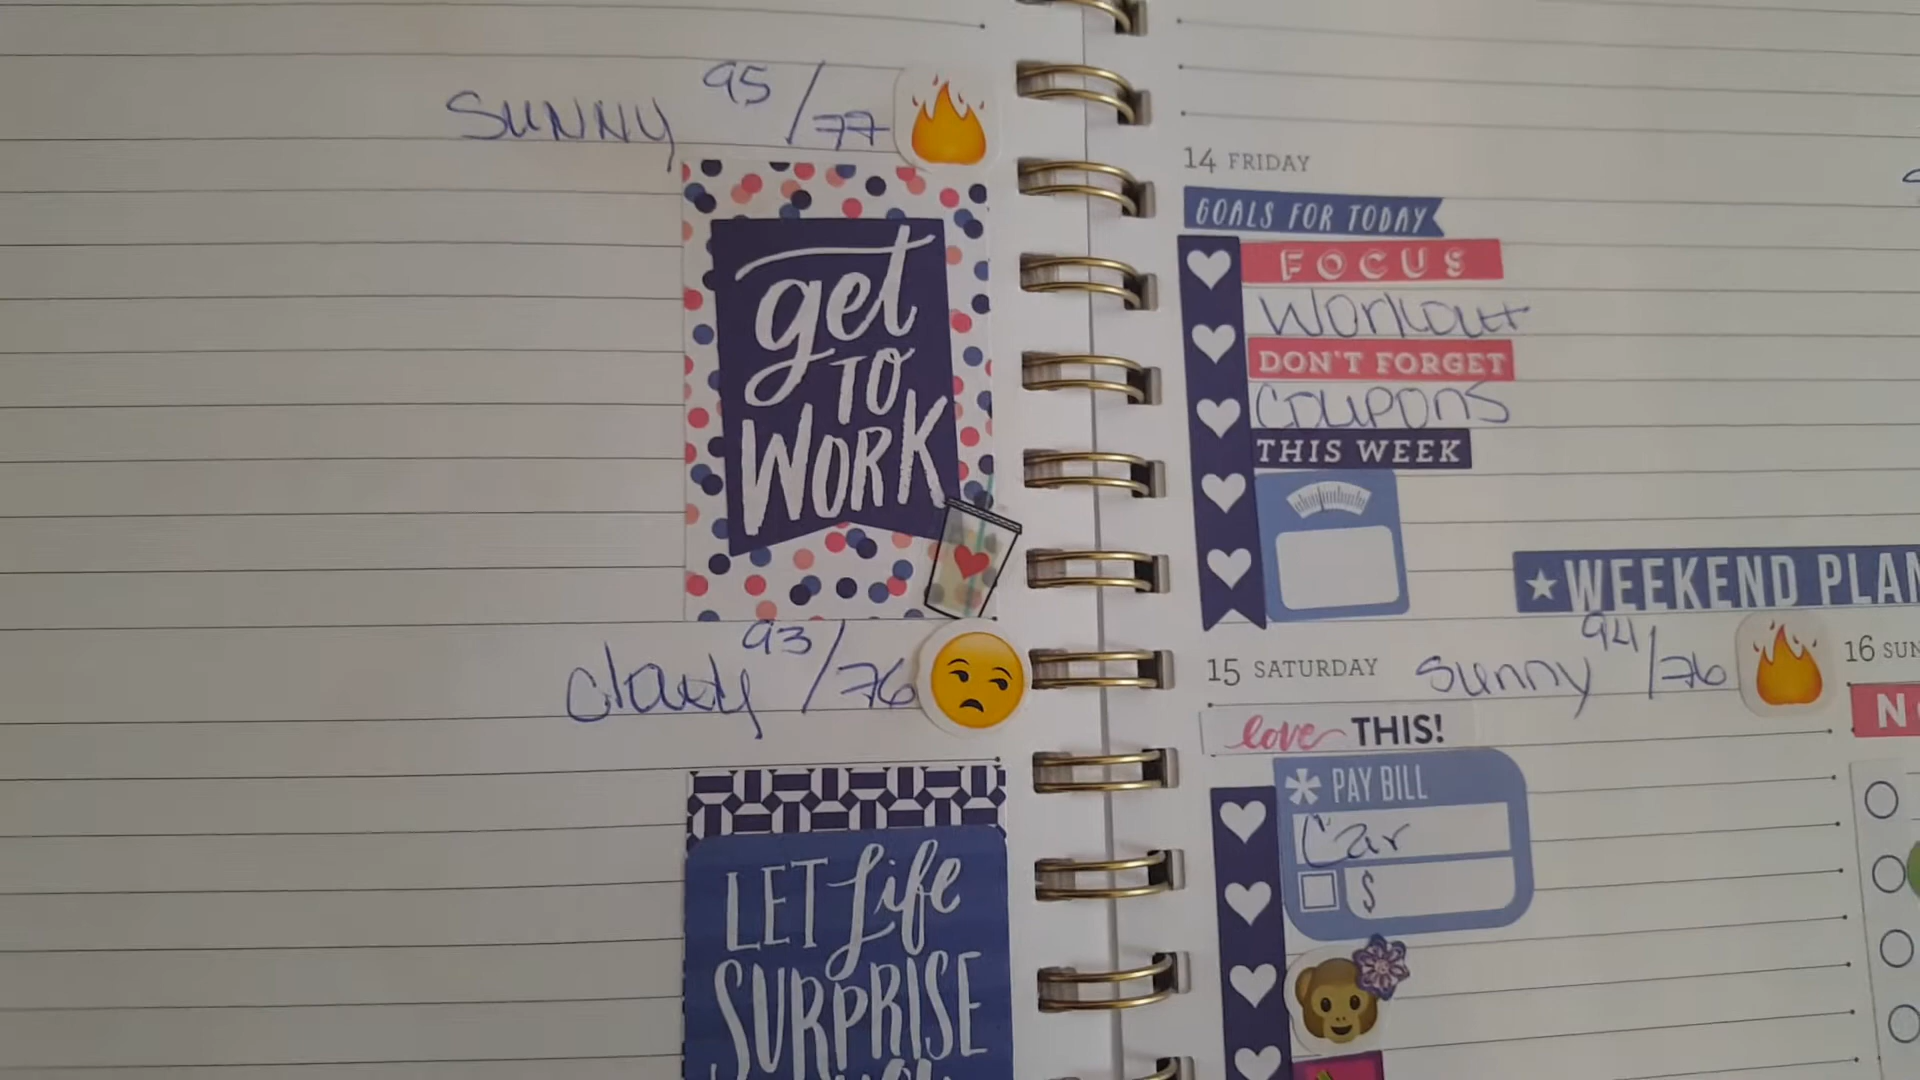 SUNNY 95/77
get
TO
WORK
cloudy 93/76
LET Life
SURPRISE
14 FRIDAY
GOALS FOR TODAY
FOCUS
Workout
DON'T FORGET
COUPONS
THIS WEEK
WEEKEND PLAN
15 SATURDAY Sunny 94/76
love THIS!
PAY BILL
Car
$
16 SUN